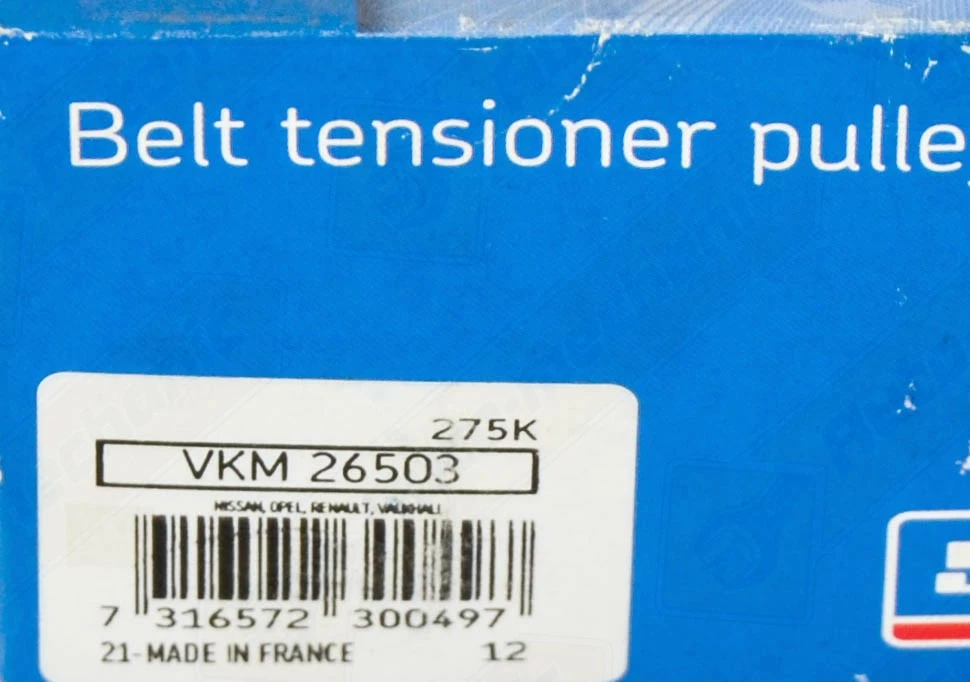 Belt tensioner pulle
275K
VKM 26503
NISSAN, OPEL, RENAULT, VAUXHALL
7 316572 300497
21-MADE IN FRANCE 12